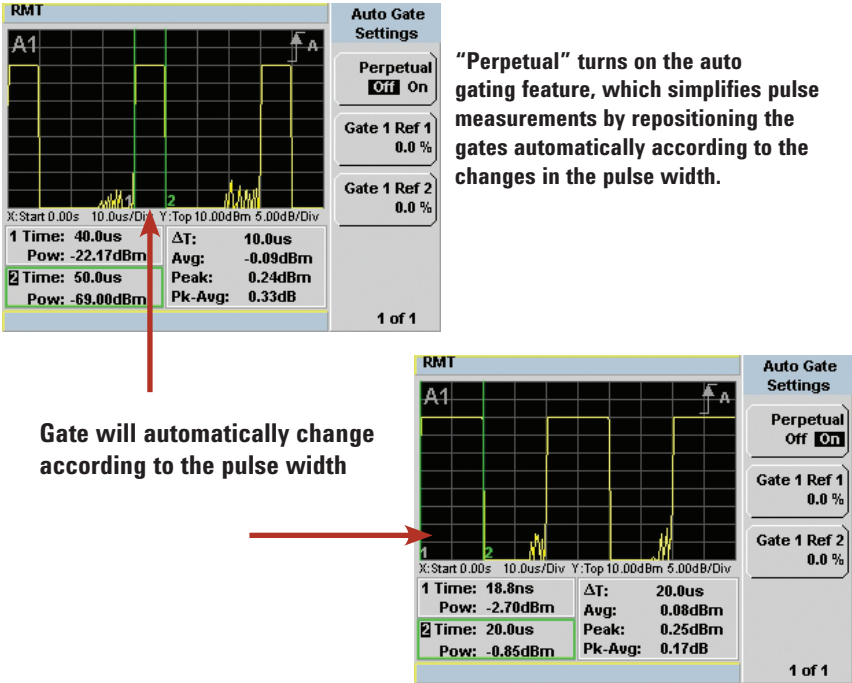 RMT
A1
A
1
2
X:Start 0.00s 10.0us/Div Y:Top 10.00dBm 5.00dB/Div
1 Time: 40.0us
Pow: -22.17dBm
2 Time: 50.0us
Pow: -69.00dBm
ΔT: 10.0us
Avg: -0.09dBm
Peak: 0.24dBm
Pk-Avg: 0.33dB
Auto Gate
Settings
Perpetual
Off On
Gate 1 Ref 1
0.0 %
Gate 1 Ref 2
0.0 %
1 of 1
“Perpetual” turns on the auto
gating feature, which simplifies pulse
measurements by repositioning the
gates automatically according to the
changes in the pulse width.
Gate will automatically change
according to the pulse width
RMT
A1
A
1
2
X:Start 0.00s 10.0us/Div Y:Top 10.00dBm 5.00dB/Div
1 Time: 18.8ns
Pow: -2.70dBm
2 Time: 20.0us
Pow: -0.85dBm
ΔT: 20.0us
Avg: 0.08dBm
Peak: 0.25dBm
Pk-Avg: 0.17dB
Auto Gate
Settings
Perpetual
Off On
Gate 1 Ref 1
0.0 %
Gate 1 Ref 2
0.0 %
1 of 1